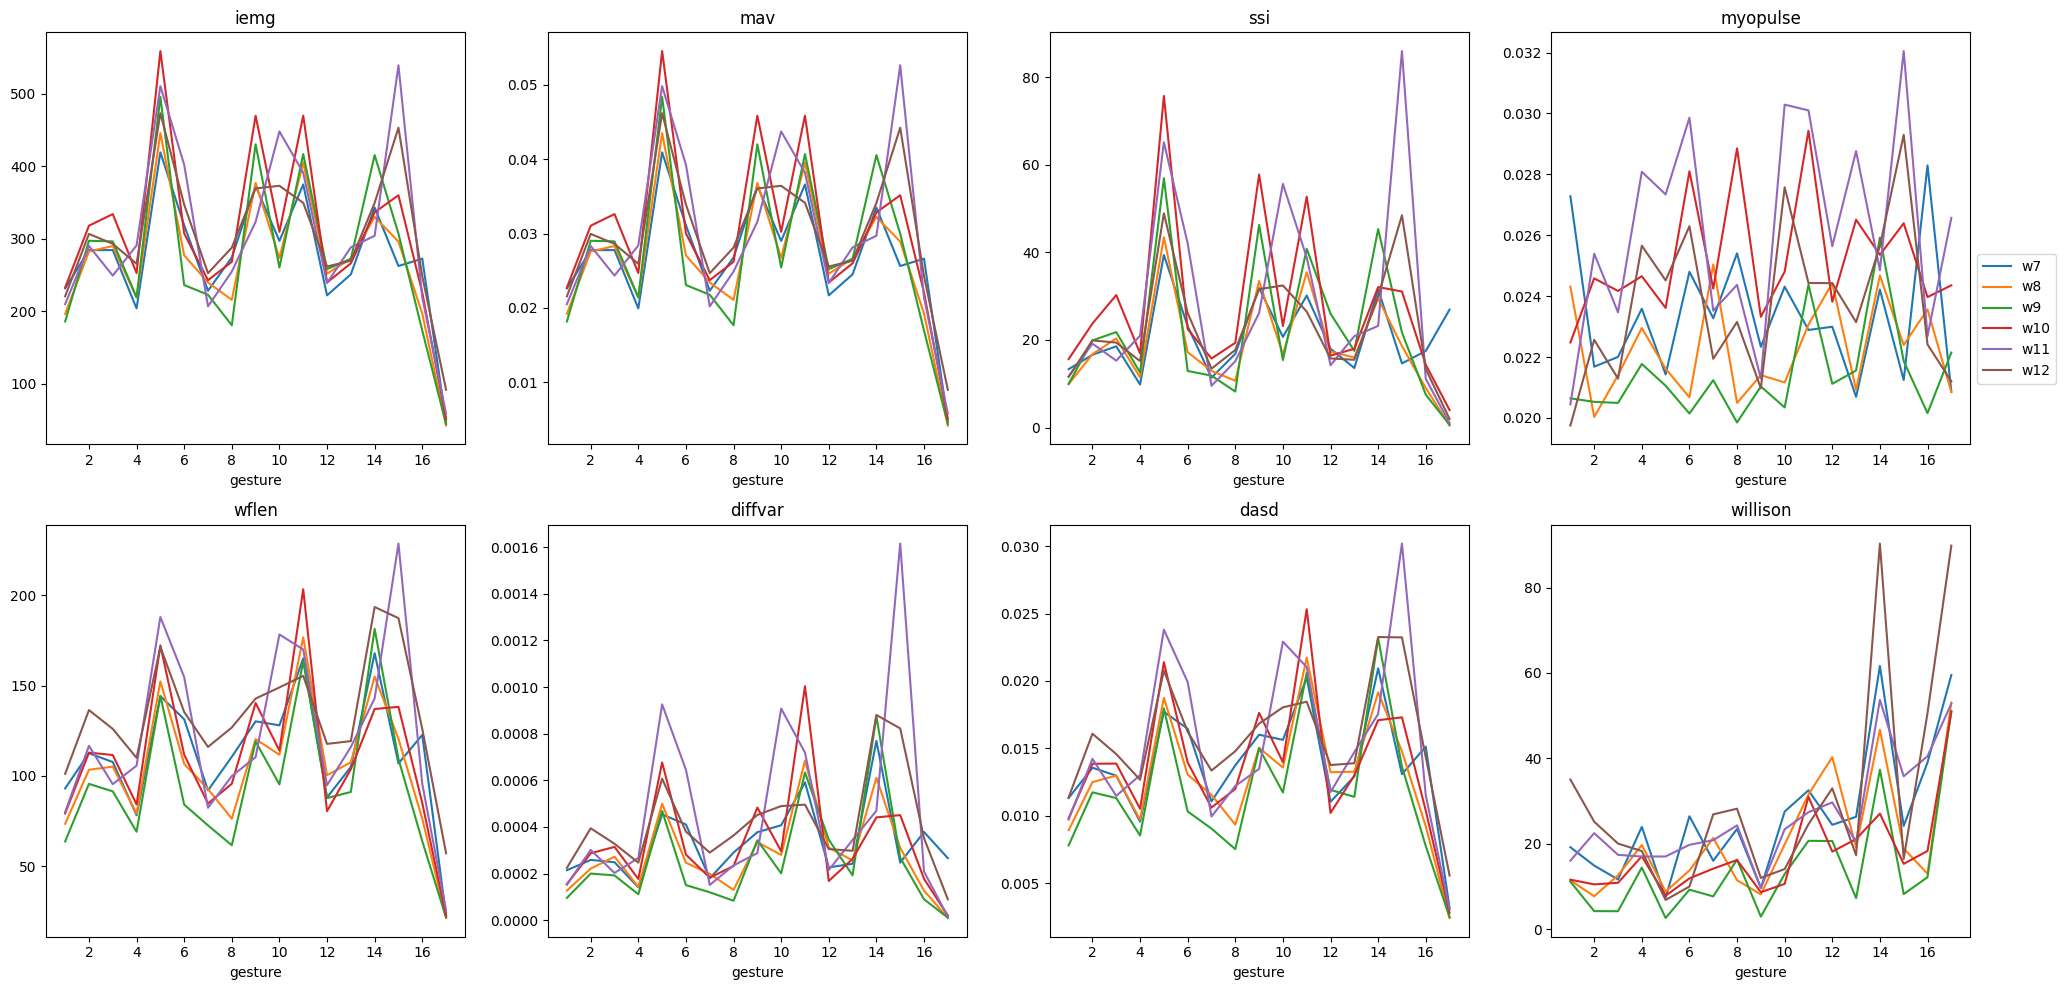 iemg
500
400
300
200
100
2 4 6 8 10 12 14 16
gesture
mav
0.05
0.04
0.03
0.02
0.01
2 4 6 8 10 12 14 16
gesture
ssi
80
60
40
20
0
2 4 6 8 10 12 14 16
gesture
myopulse
0.032
0.030
0.028
0.026
0.024
0.022
0.020
2 4 6 8 10 12 14 16
gesture
w7
w8
w9
w10
w11
w12
wflen
200
150
100
50
2 4 6 8 10 12 14 16
gesture
diffvar
0.0016
0.0014
0.0012
0.0010
0.0008
0.0006
0.0004
0.0002
0.0000
2 4 6 8 10 12 14 16
gesture
dasd
0.030
0.025
0.020
0.015
0.010
0.005
2 4 6 8 10 12 14 16
gesture
willison
80
60
40
20
0
2 4 6 8 10 12 14 16
gesture